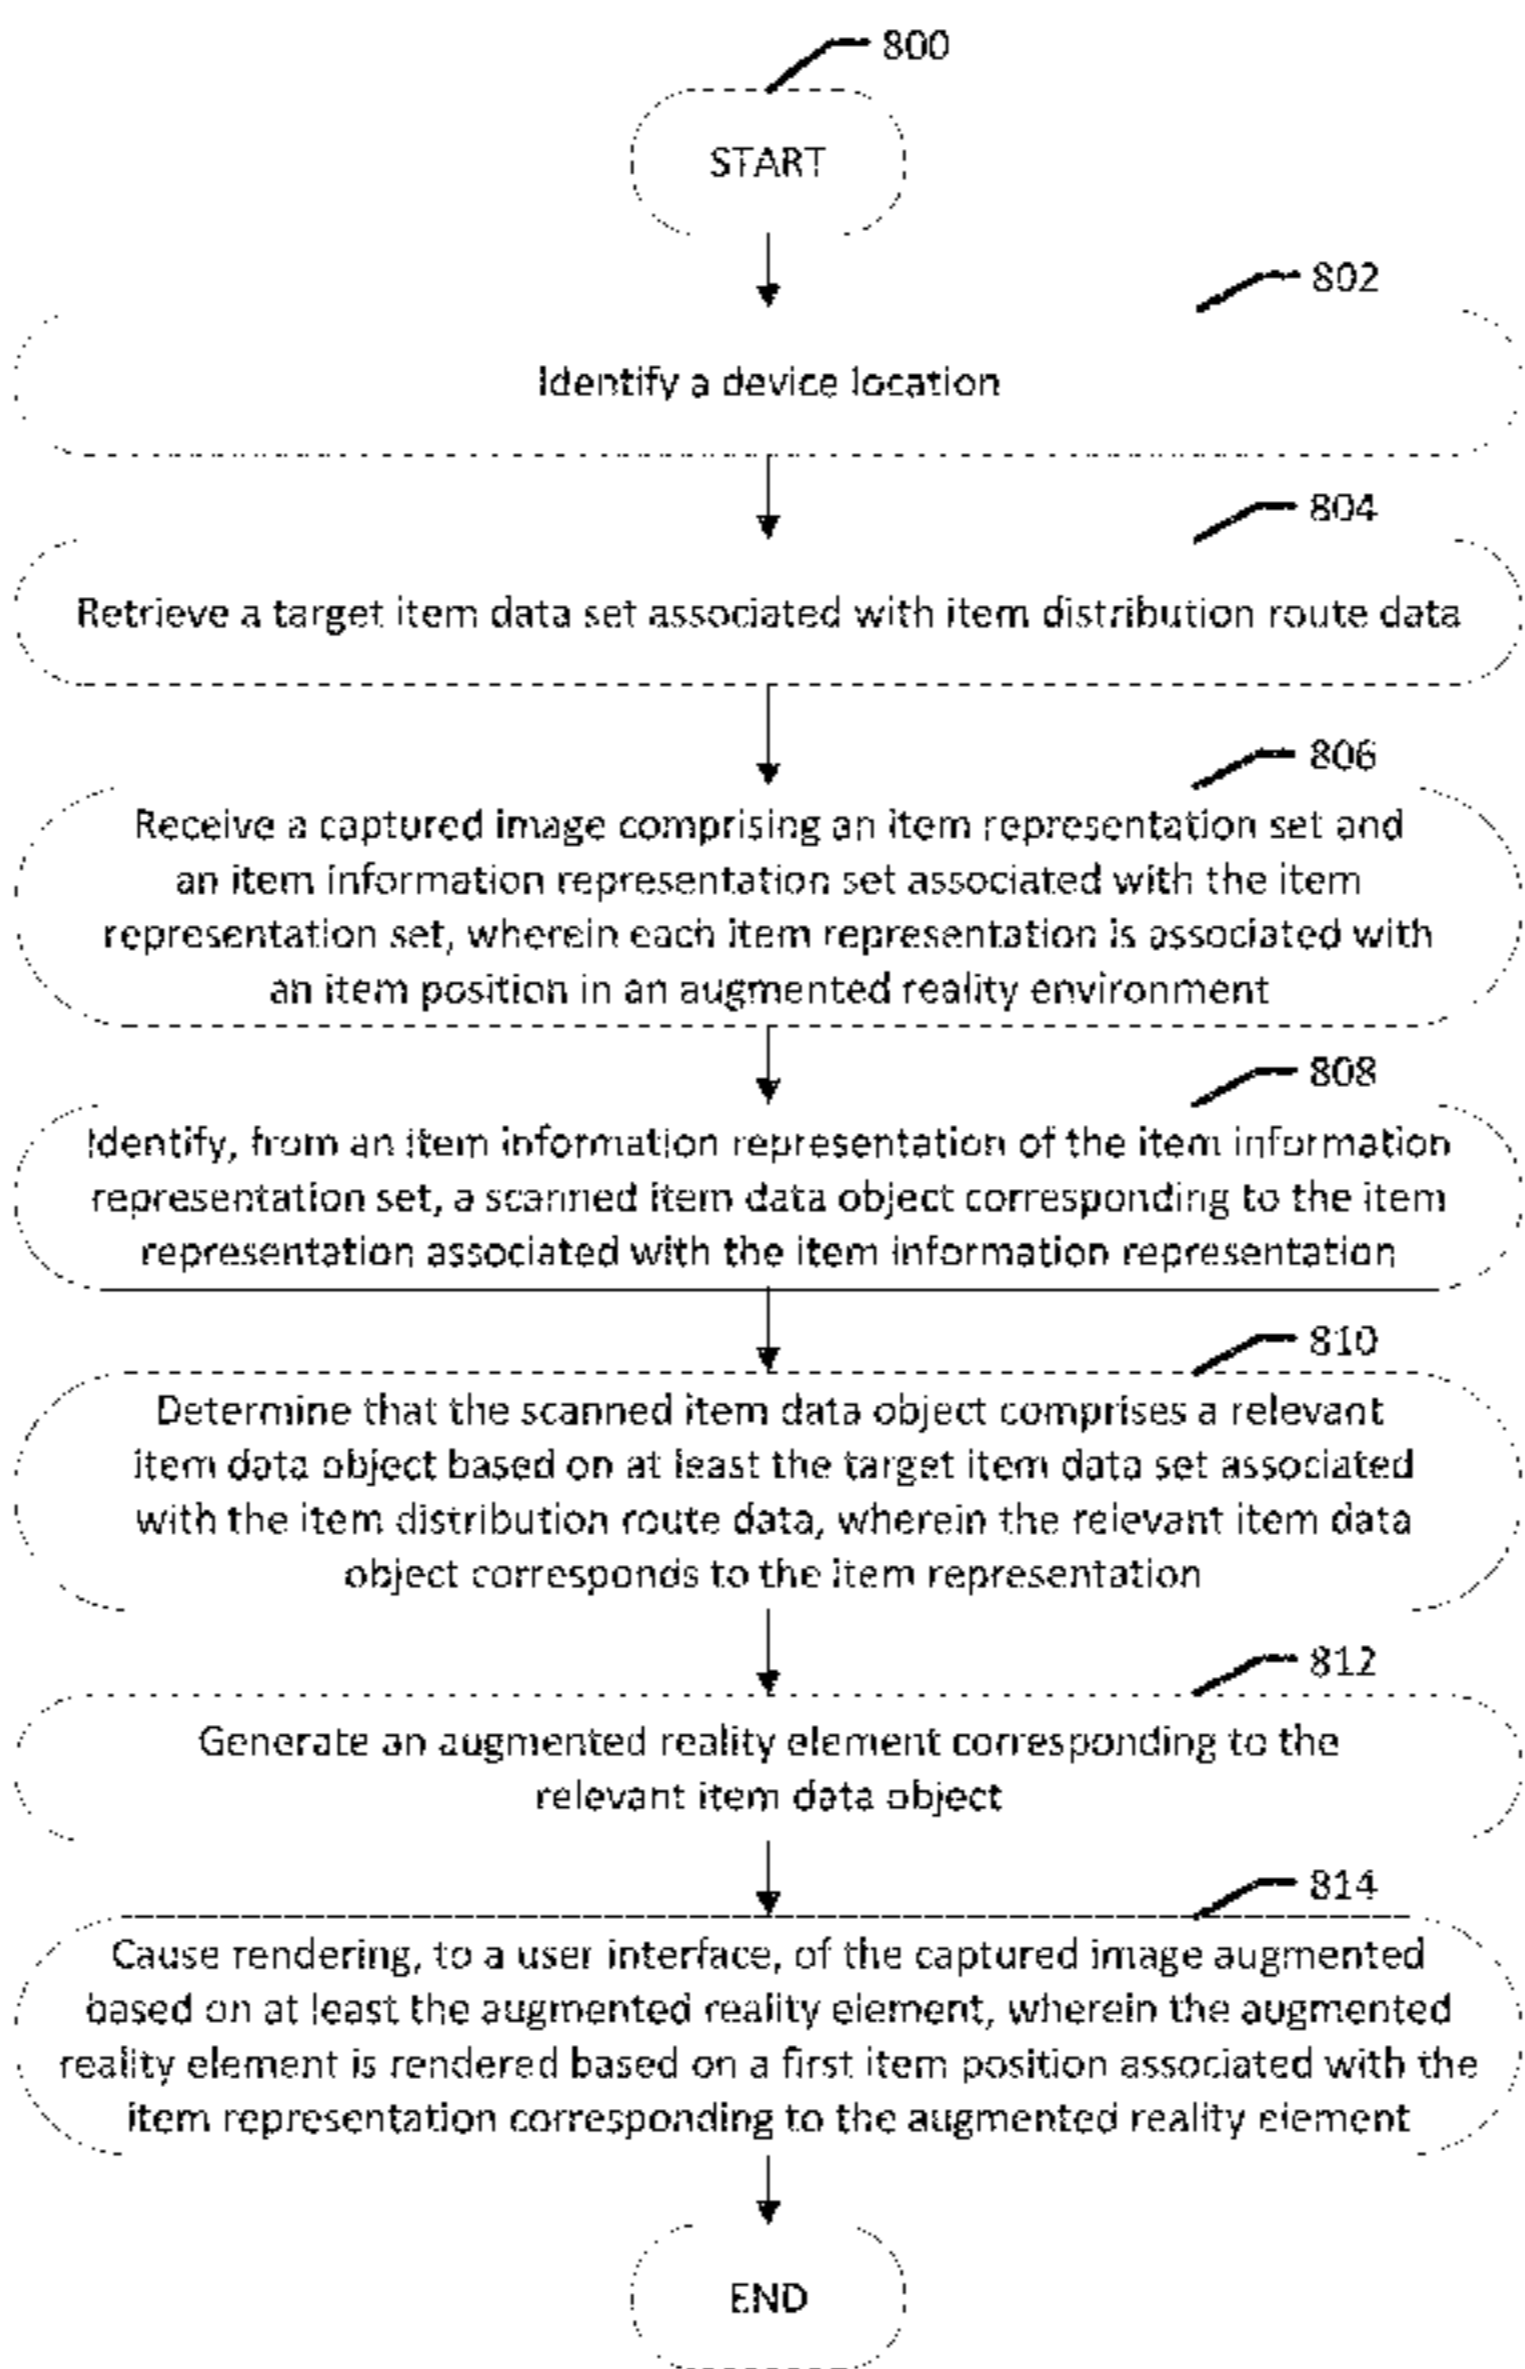 800
START
802
Identify a device location
804
Retrieve a target item data set associated with item distribution route data
806
Receive a captured image comprising an item representation set and
an item information representation set associated with the item
representation set, wherein each item representation is associated with
an item position in an augmented reality environment
808
Identify, from an item information representation of the item information
representation set, a scanned item data object corresponding to the item
representation associated with the item information representation
810
Determine that the scanned item data object comprises a relevant
item data object based on at least the target item data set associated
with the item distribution route data, wherein the relevant item data
object corresponds to the item representation
812
Generate an augmented reality element corresponding to the
relevant item data object
814
Cause rendering, to a user interface, of the captured image augmented
based on at least the augmented reality element, wherein the augmented
reality element is rendered based on a first item position associated with the
item representation corresponding to the augmented reality element
END